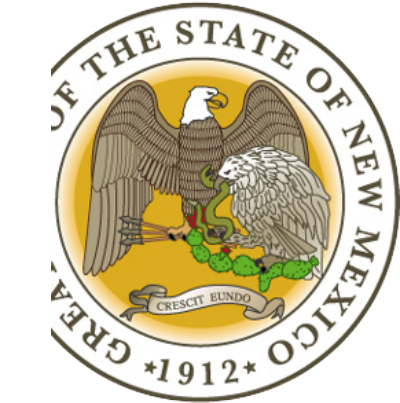 GREA
OF THE STATE OF NEW MEXICO
CRESCIT EUNDO
*1912*